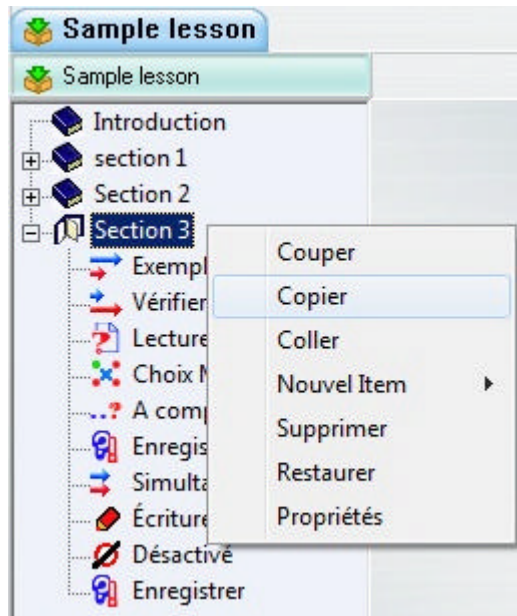 Sample lesson
Sample lesson
Introduction
section 1
Section 2
Section 3
Exempl
Vérifier
Lecture
Choix
A comp
Enregis
Simulta
Écriture
Désactivé
Enregistrer
Couper
Copier
Coller
Nouvel Item
Supprimer
Restaurer
Propriétés